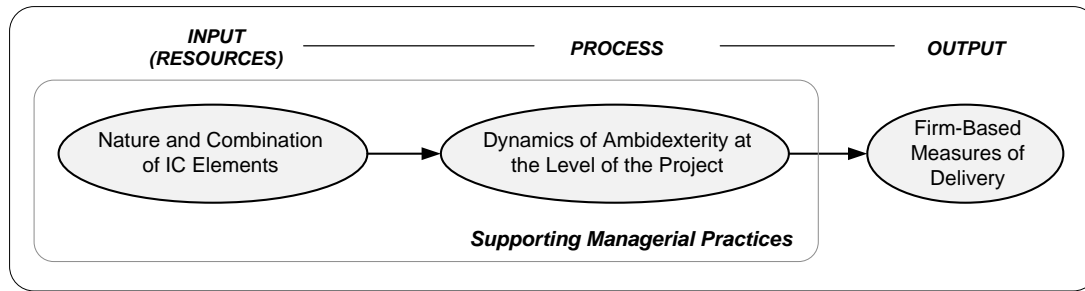 INPUT
(RESOURCES)
PROCESS
OUTPUT
Nature and Combination
of IC Elements
Dynamics of Ambidexterity at
the Level of the Project
Firm-Based
Measures of
Delivery
Supporting Managerial Practices